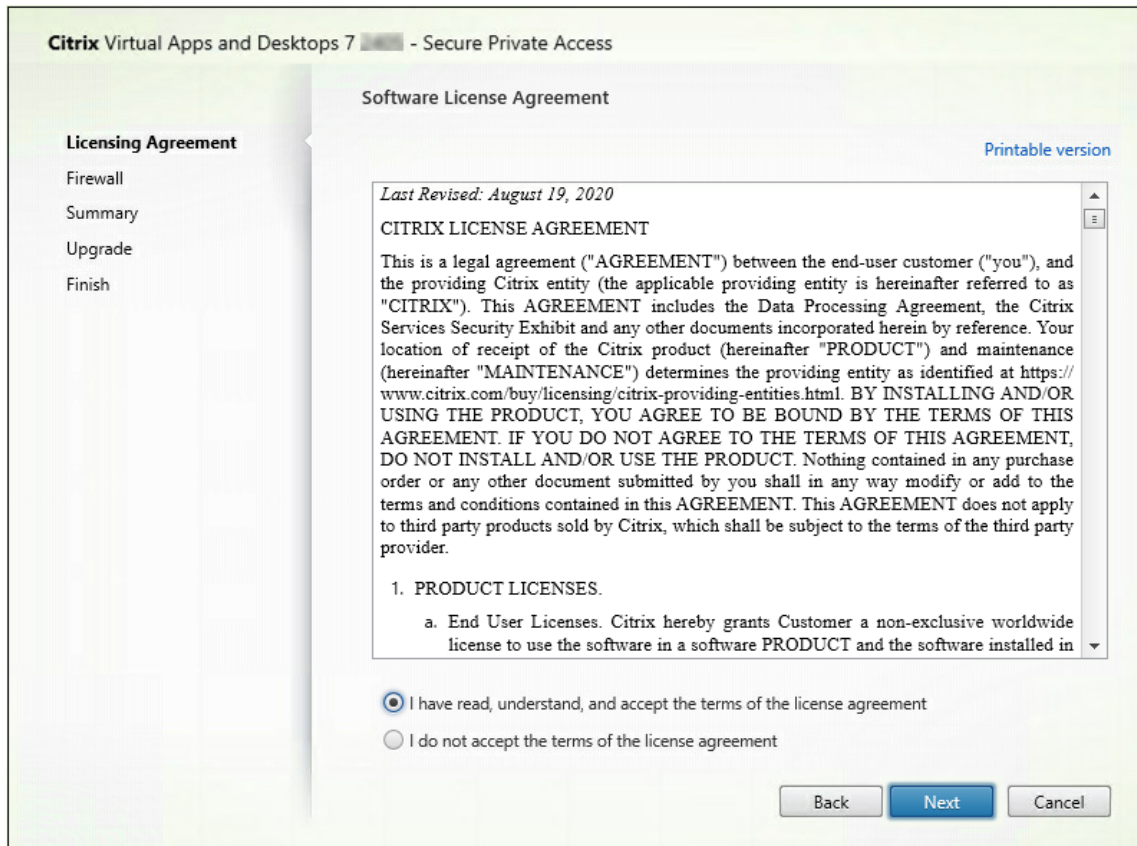 Citrix Virtual Apps and Desktops 7 - Secure Private Access
Software License Agreement
Licensing Agreement
Firewall
Summary
Upgrade
Finish
Printable version
Last Revised: August 19, 2020
CITRIX LICENSE AGREEMENT
This is a legal agreement ("AGREEMENT") between the end-user customer ("you"), and
the providing Citrix entity (the applicable providing entity is hereinafter referred to as
"CITRIX"). This AGREEMENT includes the Data Processing Agreement, the Citrix
Services Security Exhibit and any other documents incorporated herein by reference. Your
location of receipt of the Citrix product (hereinafter "PRODUCT") and maintenance
(hereinafter "MAINTENANCE") determines the providing entity as identified at https://
www.citrix.com/buy/licensing/citrix-providing-entities.html. BY INSTALLING AND/OR
USING THE PRODUCT, YOU AGREE TO BE BOUND BY THE TERMS OF THIS
AGREEMENT. IF YOU DO NOT AGREE TO THE TERMS OF THIS AGREEMENT,
DO NOT INSTALL AND/OR USE THE PRODUCT. Nothing contained in any purchase
order or any other document submitted by you shall in any way modify or add to the
terms and conditions contained in this AGREEMENT. This AGREEMENT does not apply
to third party products sold by Citrix, which shall be subject to the terms of the third party
provider.
1. PRODUCT LICENSES.
a. End User Licenses. Citrix hereby grants Customer a non-exclusive worldwide
license to use the software in a software PRODUCT and the software installed in
I have read, understand, and accept the terms of the license agreement
I do not accept the terms of the license agreement
Back
Next
Cancel